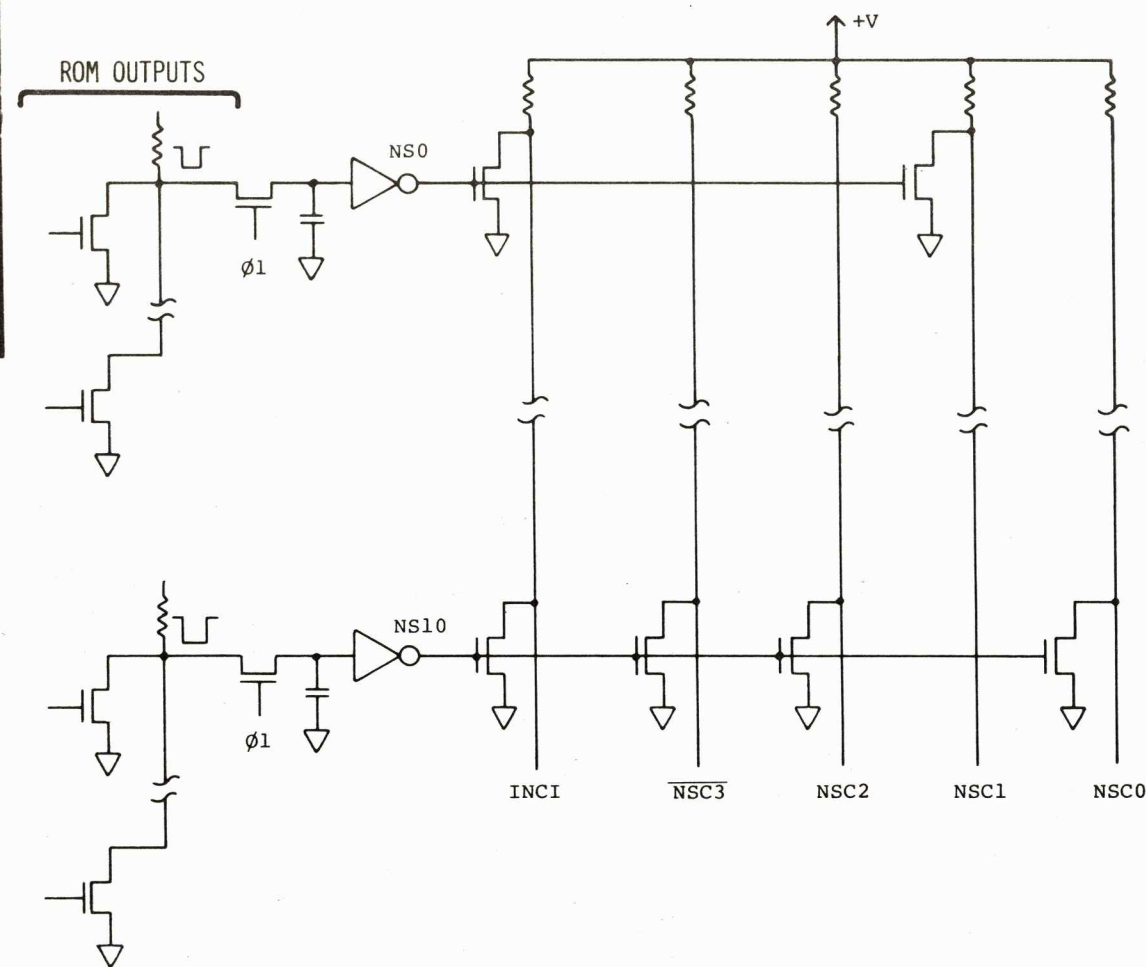 +V
ROM OUTPUTS
NS0
Ø1
NS10
Ø1
INCI NSC3 NSC2 NSC1 NSC0